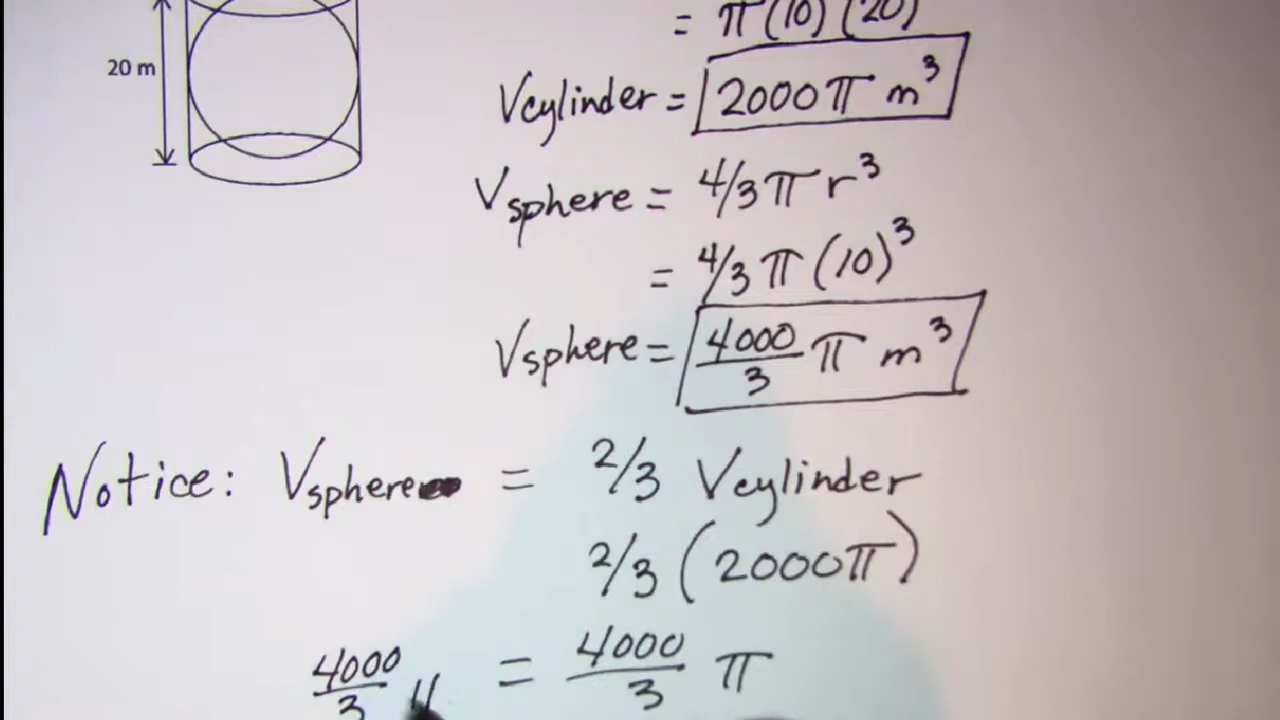 = π (10) (20)
20 m
Vcylinder = 2000 π m³
Vsphere = 4/3 π r³
= 4/3 π (10)³
Vsphere = 4000/3 π m³
Notice: Vsphere = 2/3 Vcylinder
2/3 (2000π)
4000/3 = 4000/3 π